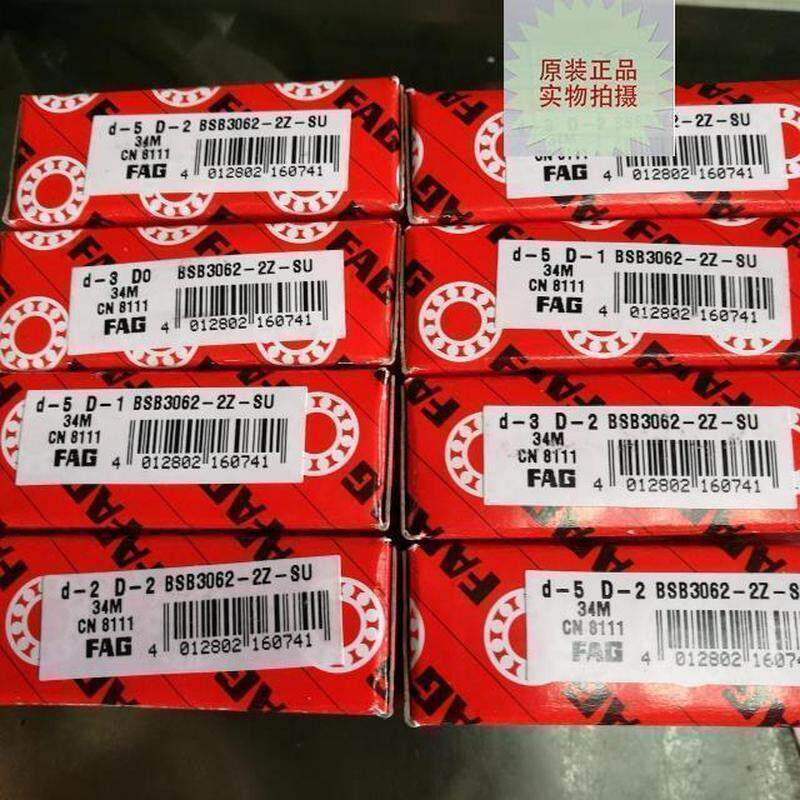 原装正品
实物拍摄
d-5 D-2 BSB3062-2Z-SU
34M
CN 8111
FAG
4 012802 160741
2Z-SU
FAG
4 012802 160741
d-3 D0 BSB3062-2Z-SU
34M
CN 8111
FAG
4 012802 160741
d-5 D-1 BSB3062-2Z-SU
34M
CN 8111
FAG
4 012802 160741
d-5 D-1 BSB3062-2Z-SU
34M
CN 8111
FAG
4 012802 160741
d-3 D-2 BSB3062-2Z-SU
34M
CN 8111
FAG
4 012802 160741
d-2 D-2 BSB3062-2Z-SU
34M
CN 8111
FAG
4 012802 160741
d-5 D-2 BSB3062-2Z-S
34M
CN 8111
FAG
4 012802 16074